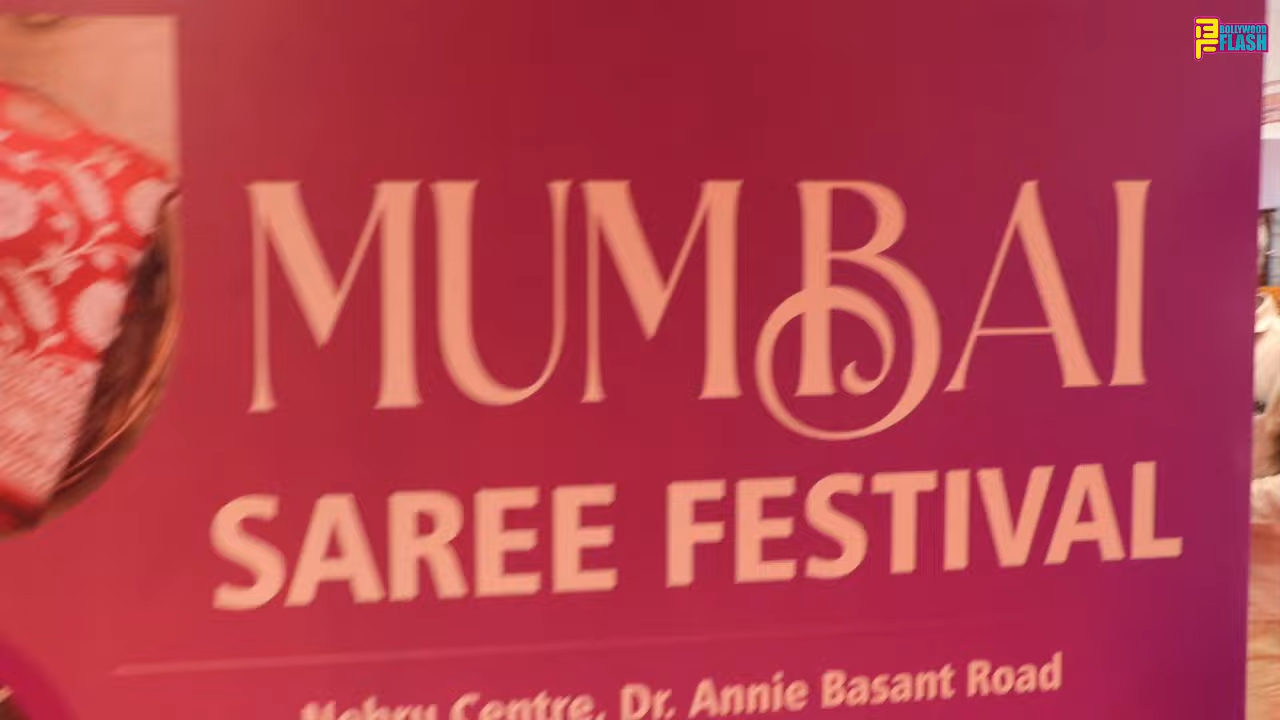 BOLLYWOOD
FLASH
MUMBAI
SAREE FESTIVAL
Nehru Centre, Dr. Annie Basant Road